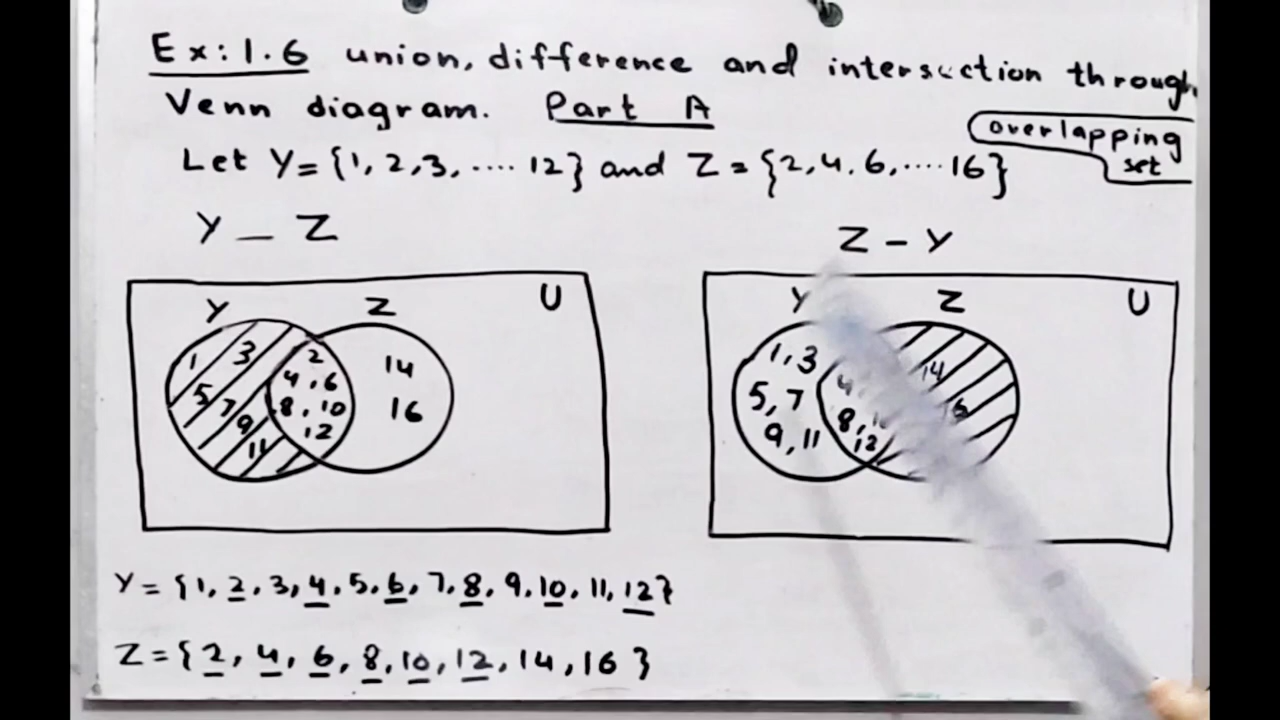 Ex: 1.6 union, difference and intersection through
Venn diagram. Part A
overlapping
set
Let Y = {1, 2, 3, .... 12} and Z = {2, 4. 6, .... 16}
Y - Z
Z - Y
Y Z U
1 3 5 7 9 11
2
4, 6
8, 10
12
14
16
Y Z U
1, 3
5, 7
9, 11
4
8,
12
14
Y = {1, 2, 3, 4, 5, 6, 7, 8, 9, 10, 11, 12}
Z = {2, 4, 6, 8, 10, 12, 14, 16}